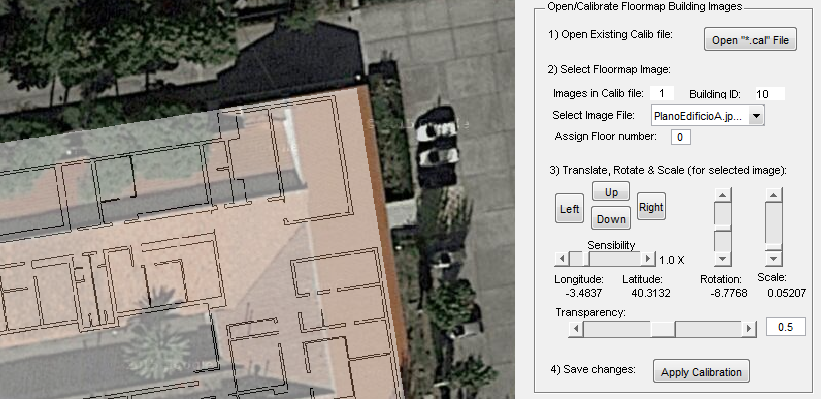 Open/Calibrate Floormap Building Images
1) Open Existing Calib file:
Open "*.cal" File
2) Select Floormap Image:
Images in Calib file: 1 Building ID: 10
Select Image File: PlanoEdificioA.jp...
Assign Floor number: 0
3) Translate, Rotate & Scale (for selected image):
Up
Left Right
Down
Sensibility
1.0 X
Longitude: Latitude: Rotation: Scale:
-3.4837 40.3132 -8.7768 0.05207
Transparency:
0.5
4) Save changes: Apply Calibration